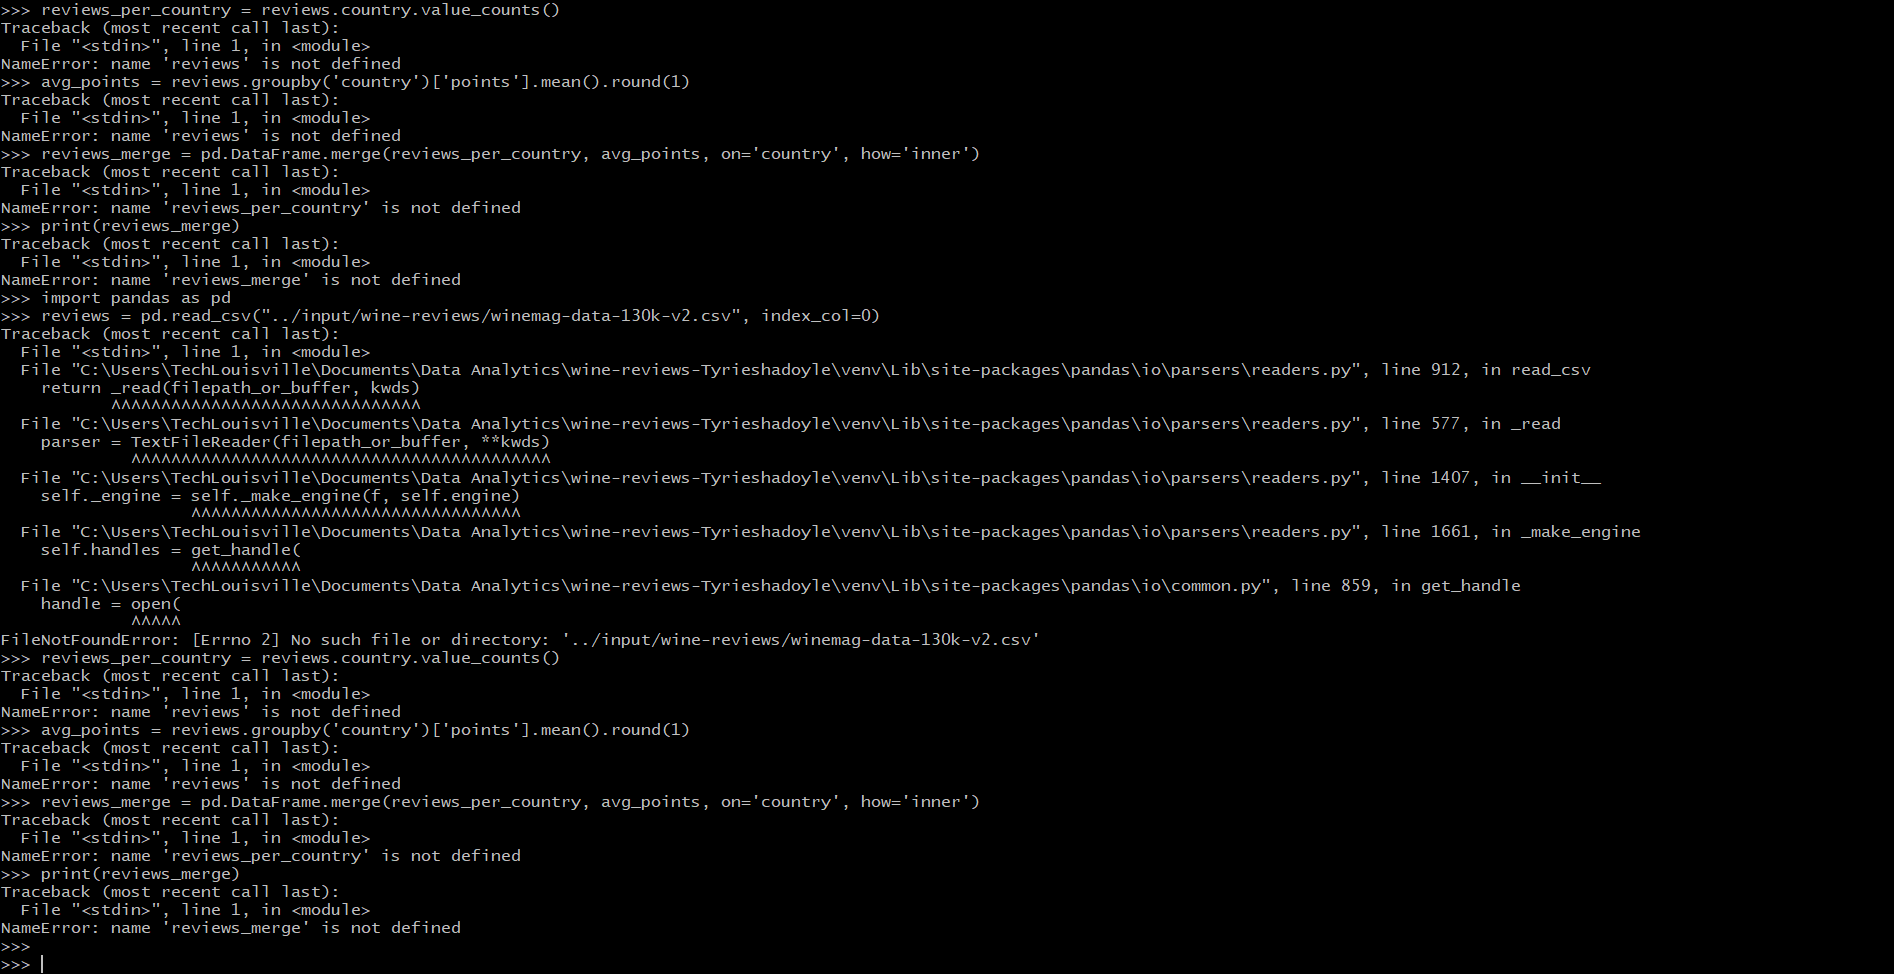 >>> reviews_per_country = reviews.country.value_counts()
Traceback (most recent call last):
  File "<stdin>", line 1, in <module>
NameError: name 'reviews' is not defined
>>> avg_points = reviews.groupby('country')['points'].mean().round(1)
Traceback (most recent call last):
  File "<stdin>", line 1, in <module>
NameError: name 'reviews' is not defined
>>> reviews_merge = pd.DataFrame.merge(reviews_per_country, avg_points, on='country', how='inner')
Traceback (most recent call last):
  File "<stdin>", line 1, in <module>
NameError: name 'reviews_per_country' is not defined
>>> print(reviews_merge)
Traceback (most recent call last):
  File "<stdin>", line 1, in <module>
NameError: name 'reviews_merge' is not defined
>>> import pandas as pd
>>> reviews = pd.read_csv("../input/wine-reviews/winemag-data-130k-v2.csv", index_col=0)
Traceback (most recent call last):
  File "<stdin>", line 1, in <module>
  File "C:\Users\TechLouisville\Documents\Data Analytics\wine-reviews-Tyrieshadoyle\venv\Lib\site-packages\pandas\io\parsers\readers.py", line 912, in read_csv
    return _read(filepath_or_buffer, kwds)
           ^^^^^^^^^^^^^^^^^^^^^^^^^^^^^^^
  File "C:\Users\TechLouisville\Documents\Data Analytics\wine-reviews-Tyrieshadoyle\venv\Lib\site-packages\pandas\io\parsers\readers.py", line 577, in _read
    parser = TextFileReader(filepath_or_buffer, **kwds)
             ^^^^^^^^^^^^^^^^^^^^^^^^^^^^^^^^^^^^^^^^^^
  File "C:\Users\TechLouisville\Documents\Data Analytics\wine-reviews-Tyrieshadoyle\venv\Lib\site-packages\pandas\io\parsers\readers.py", line 1407, in __init__
    self._engine = self._make_engine(f, self.engine)
                   ^^^^^^^^^^^^^^^^^^^^^^^^^^^^^^^^^
  File "C:\Users\TechLouisville\Documents\Data Analytics\wine-reviews-Tyrieshadoyle\venv\Lib\site-packages\pandas\io\parsers\readers.py", line 1661, in _make_engine
    self.handles = get_handle(
                   ^^^^^^^^^^^
  File "C:\Users\TechLouisville\Documents\Data Analytics\wine-reviews-Tyrieshadoyle\venv\Lib\site-packages\pandas\io\common.py", line 859, in get_handle
    handle = open(
             ^^^^^
FileNotFoundError: [Errno 2] No such file or directory: '../input/wine-reviews/winemag-data-130k-v2.csv'
>>> reviews_per_country = reviews.country.value_counts()
Traceback (most recent call last):
  File "<stdin>", line 1, in <module>
NameError: name 'reviews' is not defined
>>> avg_points = reviews.groupby('country')['points'].mean().round(1)
Traceback (most recent call last):
  File "<stdin>", line 1, in <module>
NameError: name 'reviews' is not defined
>>> reviews_merge = pd.DataFrame.merge(reviews_per_country, avg_points, on='country', how='inner')
Traceback (most recent call last):
  File "<stdin>", line 1, in <module>
NameError: name 'reviews_per_country' is not defined
>>> print(reviews_merge)
Traceback (most recent call last):
  File "<stdin>", line 1, in <module>
NameError: name 'reviews_merge' is not defined
>>>
>>>